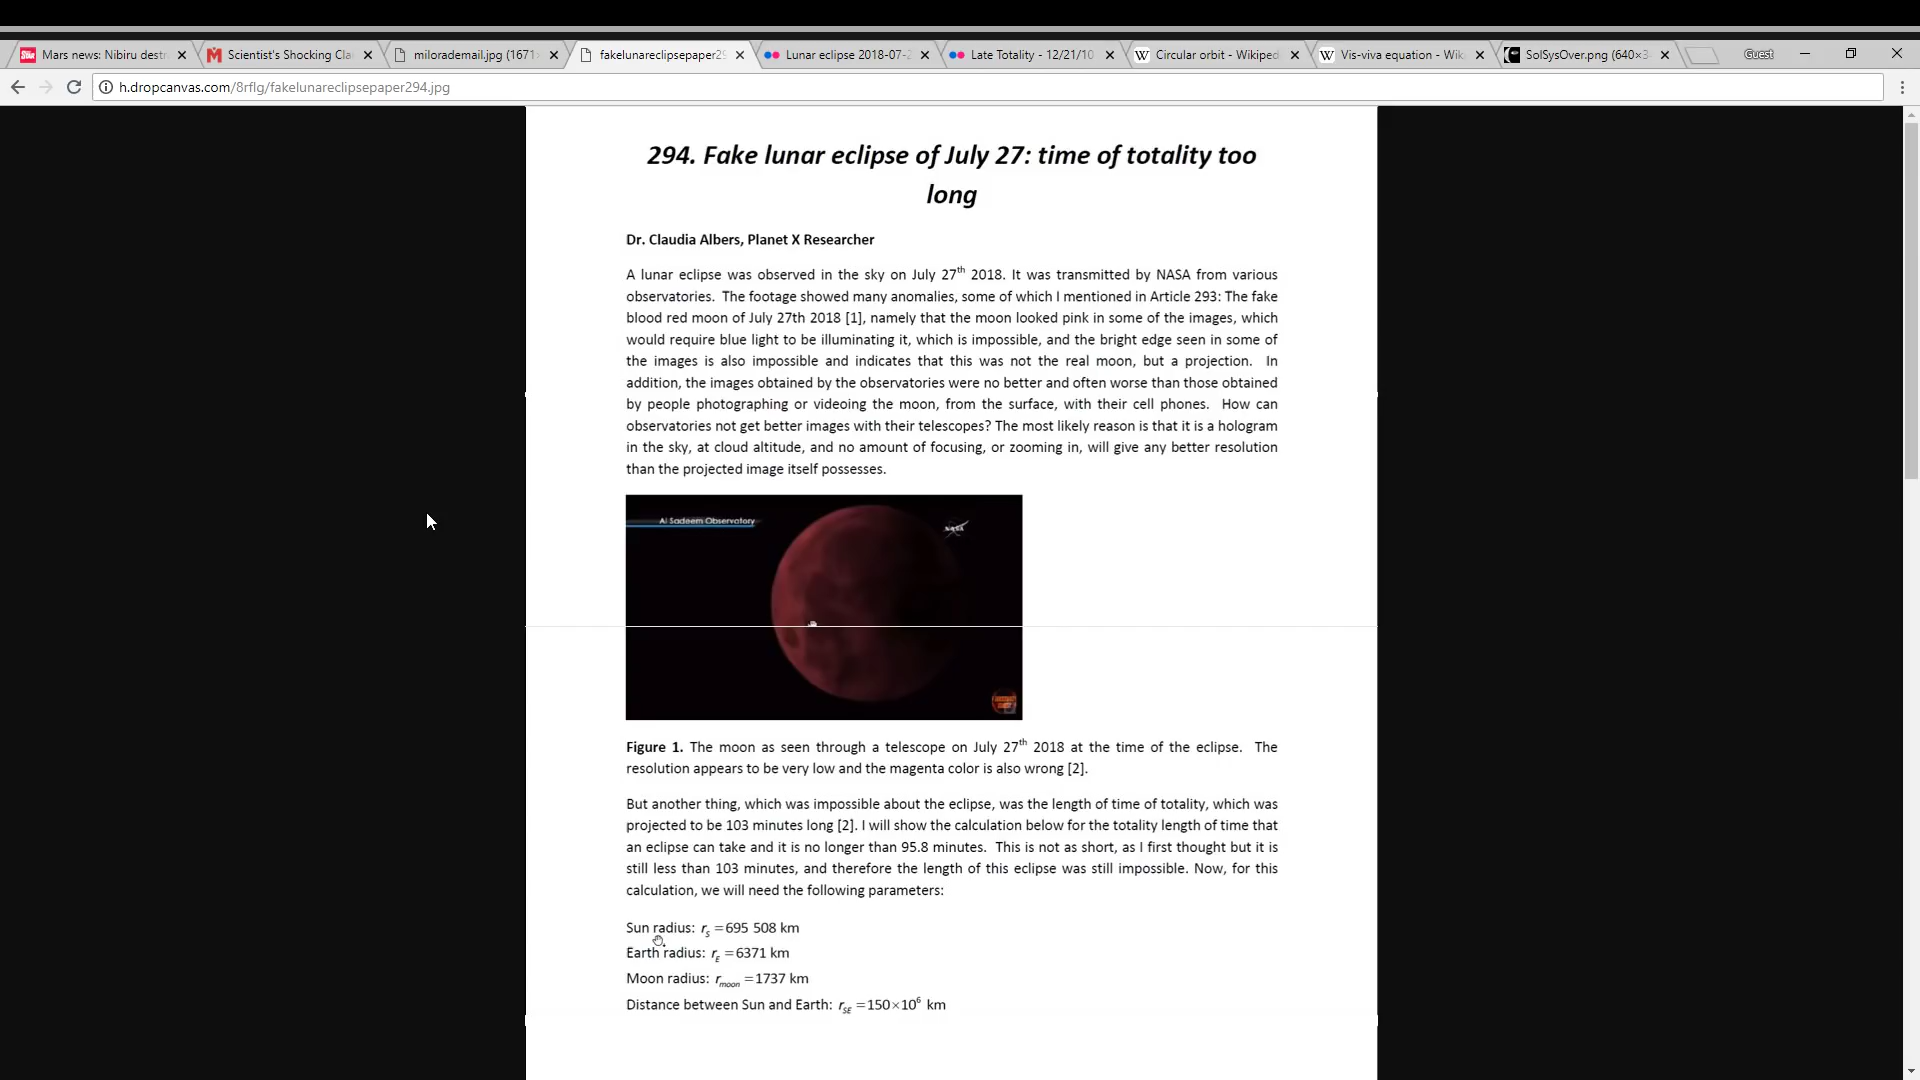 Mars news: Nibiru destr
Scientist's Shocking Cla
milorademail.jpg (1671×
fakelunareclipsepaper29
Lunar eclipse 2018-07-2
Late Totality - 12/21/10
Circular orbit - Wikiped
Vis-viva equation - Wik
SolSysOver.png (640×3
Guest
h.dropcanvas.com/8rflg/fakelunareclipsepaper294.jpg
294. Fake lunar eclipse of July 27: time of totality too
long
Dr. Claudia Albers, Planet X Researcher
A lunar eclipse was observed in the sky on July 27th 2018. It was transmitted by NASA from various
observatories. The footage showed many anomalies, some of which I mentioned in Article 293: The fake
blood red moon of July 27th 2018 [1], namely that the moon looked pink in some of the images, which
would require blue light to be illuminating it, which is impossible, and the bright edge seen in some of
the images is also impossible and indicates that this was not the real moon, but a projection. In
addition, the images obtained by the observatories were no better and often worse than those obtained
by people photographing or videoing the moon, from the surface, with their cell phones. How can
observatories not get better images with their telescopes? The most likely reason is that it is a hologram
in the sky, at cloud altitude, and no amount of focusing, or zooming in, will give any better resolution
than the projected image itself possesses.
Al Sadeem Observatory
NASA
Figure 1. The moon as seen through a telescope on July 27th 2018 at the time of the eclipse. The
resolution appears to be very low and the magenta color is also wrong [2].
But another thing, which was impossible about the eclipse, was the length of time of totality, which was
projected to be 103 minutes long [2]. I will show the calculation below for the totality length of time that
an eclipse can take and it is no longer than 95.8 minutes. This is not as short, as I first thought but it is
still less than 103 minutes, and therefore the length of this eclipse was still impossible. Now, for this
calculation, we will need the following parameters:
Sun radius: rS =695 508 km
Earth radius: rE =6371 km
Moon radius: rmoon =1737 km
Distance between Sun and Earth: rSE =150×10⁶ km